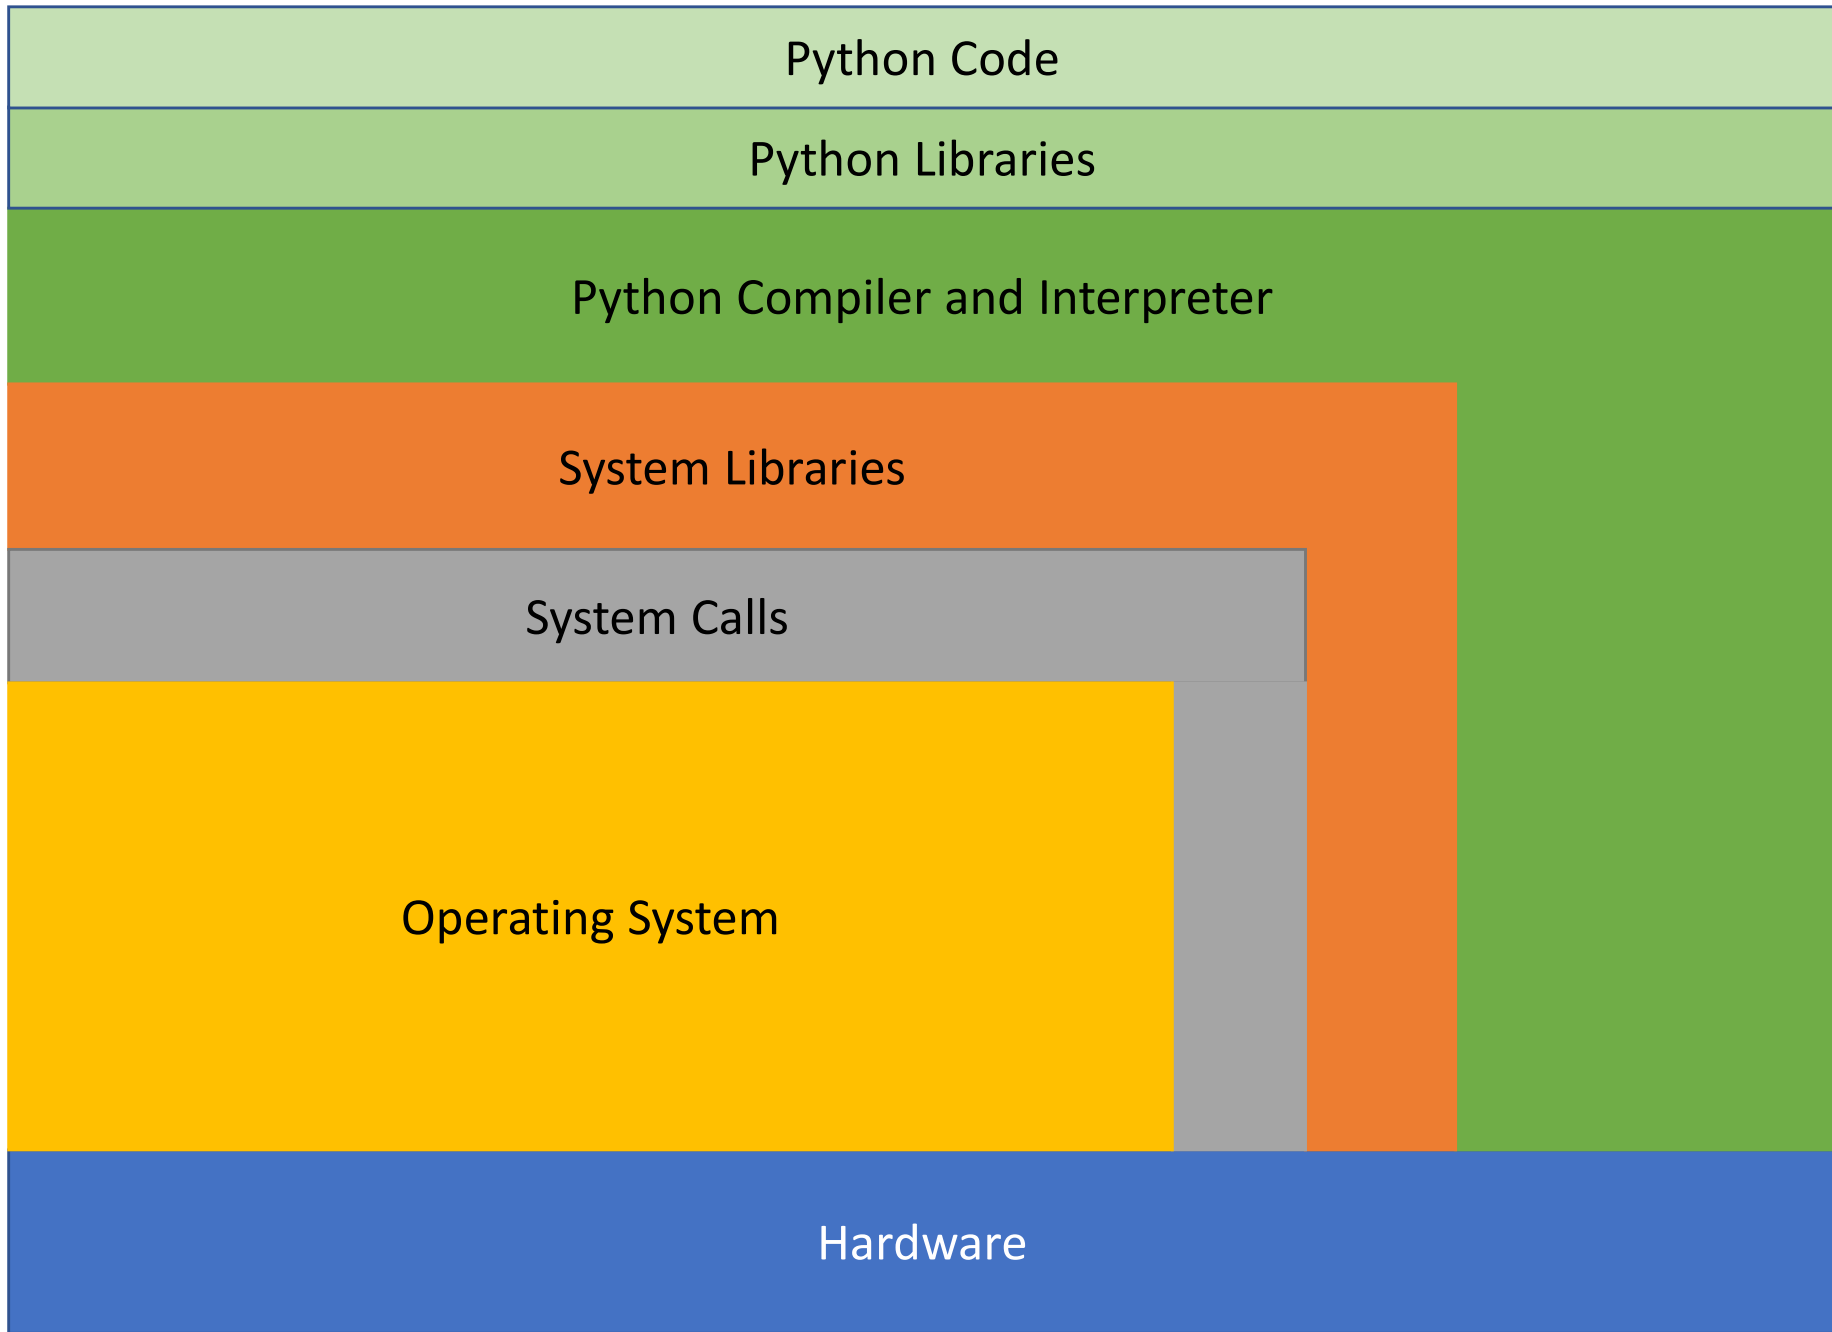 Python Code
Python Libraries
Python Compiler and Interpreter
System Libraries
System Calls
Operating System
Hardware